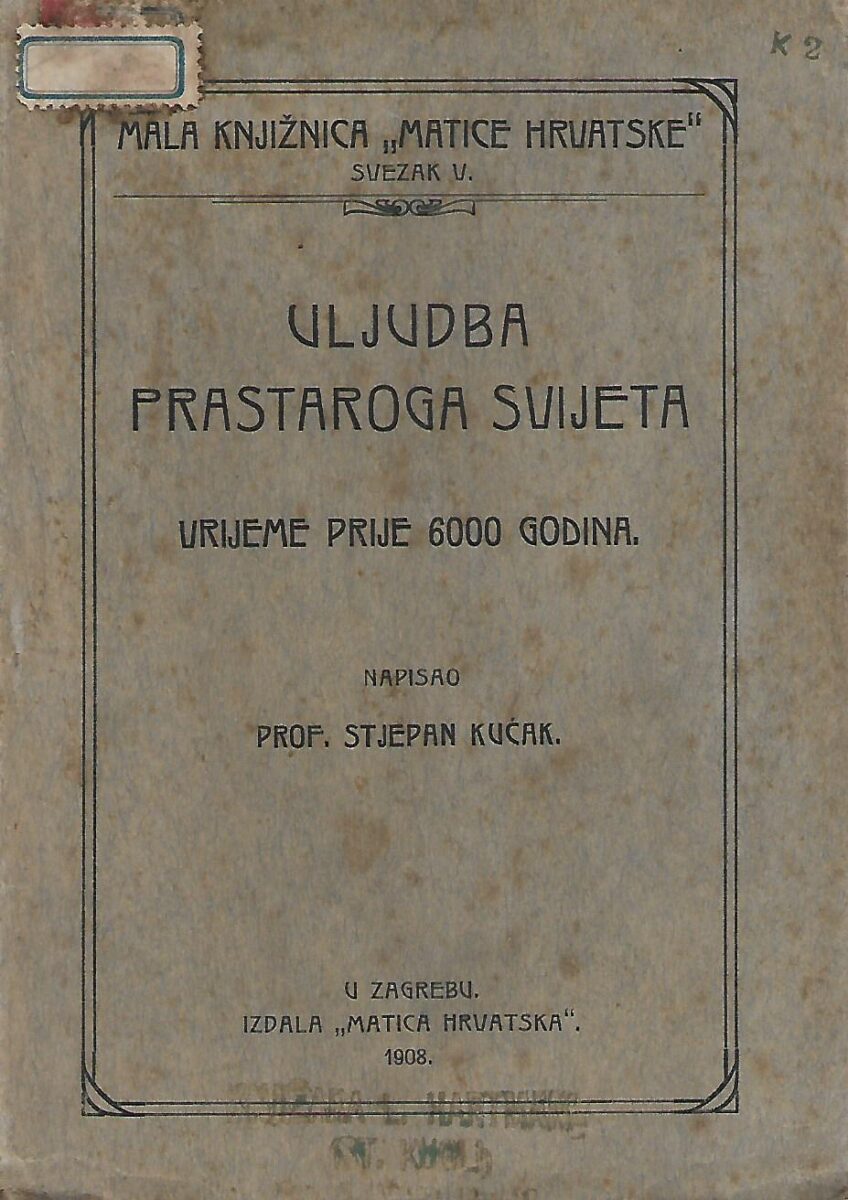 K 2
MALA KNJIŽNICA „MATICE HRVATSKE“
SVEZAK V.
ULJUDBA
PRASTAROGA SVIJETA
VRIJEME PRIJE 6000 GODINA.
NAPISAO
PROF. STJEPAN KUĆAK.
U ZAGREBU.
IZDALA „MATICA HRVATSKA“.
1908.